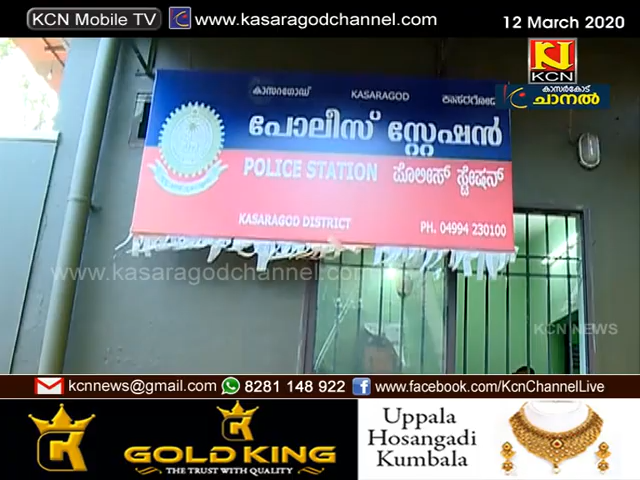 KCN Mobile TV
www.kasaragodchannel.com
12 March 2020
KCN
കാസർകോട്
ചാനൽ
കാസറഗോഡ് KASARAGOD
പോലീസ് സ്റ്റേഷൻ
POLICE STATION ಪೊಲೀಸ್ ಸ್ಟೇಷನ್
KASARAGOD DISTRICT
PH. 04994 230100
www.kasaragodchannel.com
KCN NEWS
kcnnews@gmail.com 8281 148 922 www.facebook.com/KcnChannelLive
GOLD KING
THE TRUST WITH QUALITY
Uppala
Hosangadi
Kumbala